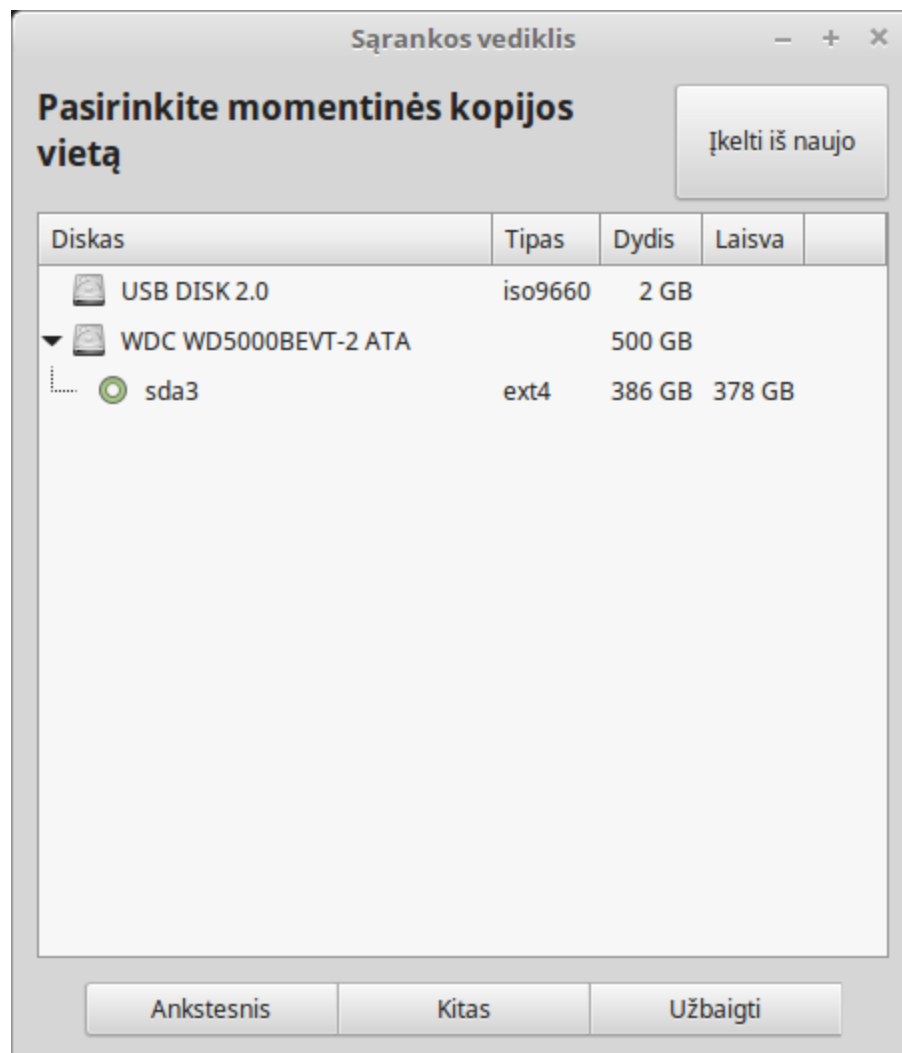 Sąrankos vediklis
Pasirinkite momentinės kopijos
vietą
Įkelti iš naujo
Diskas Tipas Dydis Laisva
USB DISK 2.0 iso9660 2 GB
WDC WD5000BEVT-2 ATA 500 GB
sda3 ext4 386 GB 378 GB
Ankstesnis Kitas Užbaigti